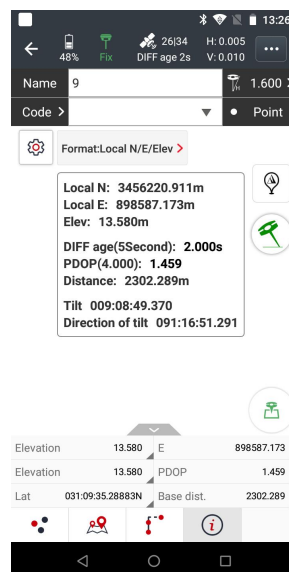 13:26
48%
Fix
26|34
DIFF age 2s
H: 0.005
V: 0.010
Name 9 1.600
Code > Point
Format:Local N/E/Elev >
Local N: 3456220.911m
Local E: 898587.173m
Elev: 13.580m
DIFF age(5Second): 2.000s
PDOP(4.000): 1.459
Distance: 2302.289m
Tilt 009:08:49.370
Direction of tilt 091:16:51.291
Elevation 13.580 E 898587.173
Elevation 13.580 PDOP 1.459
Lat 031:09:35.28883N Base dist. 2302.289